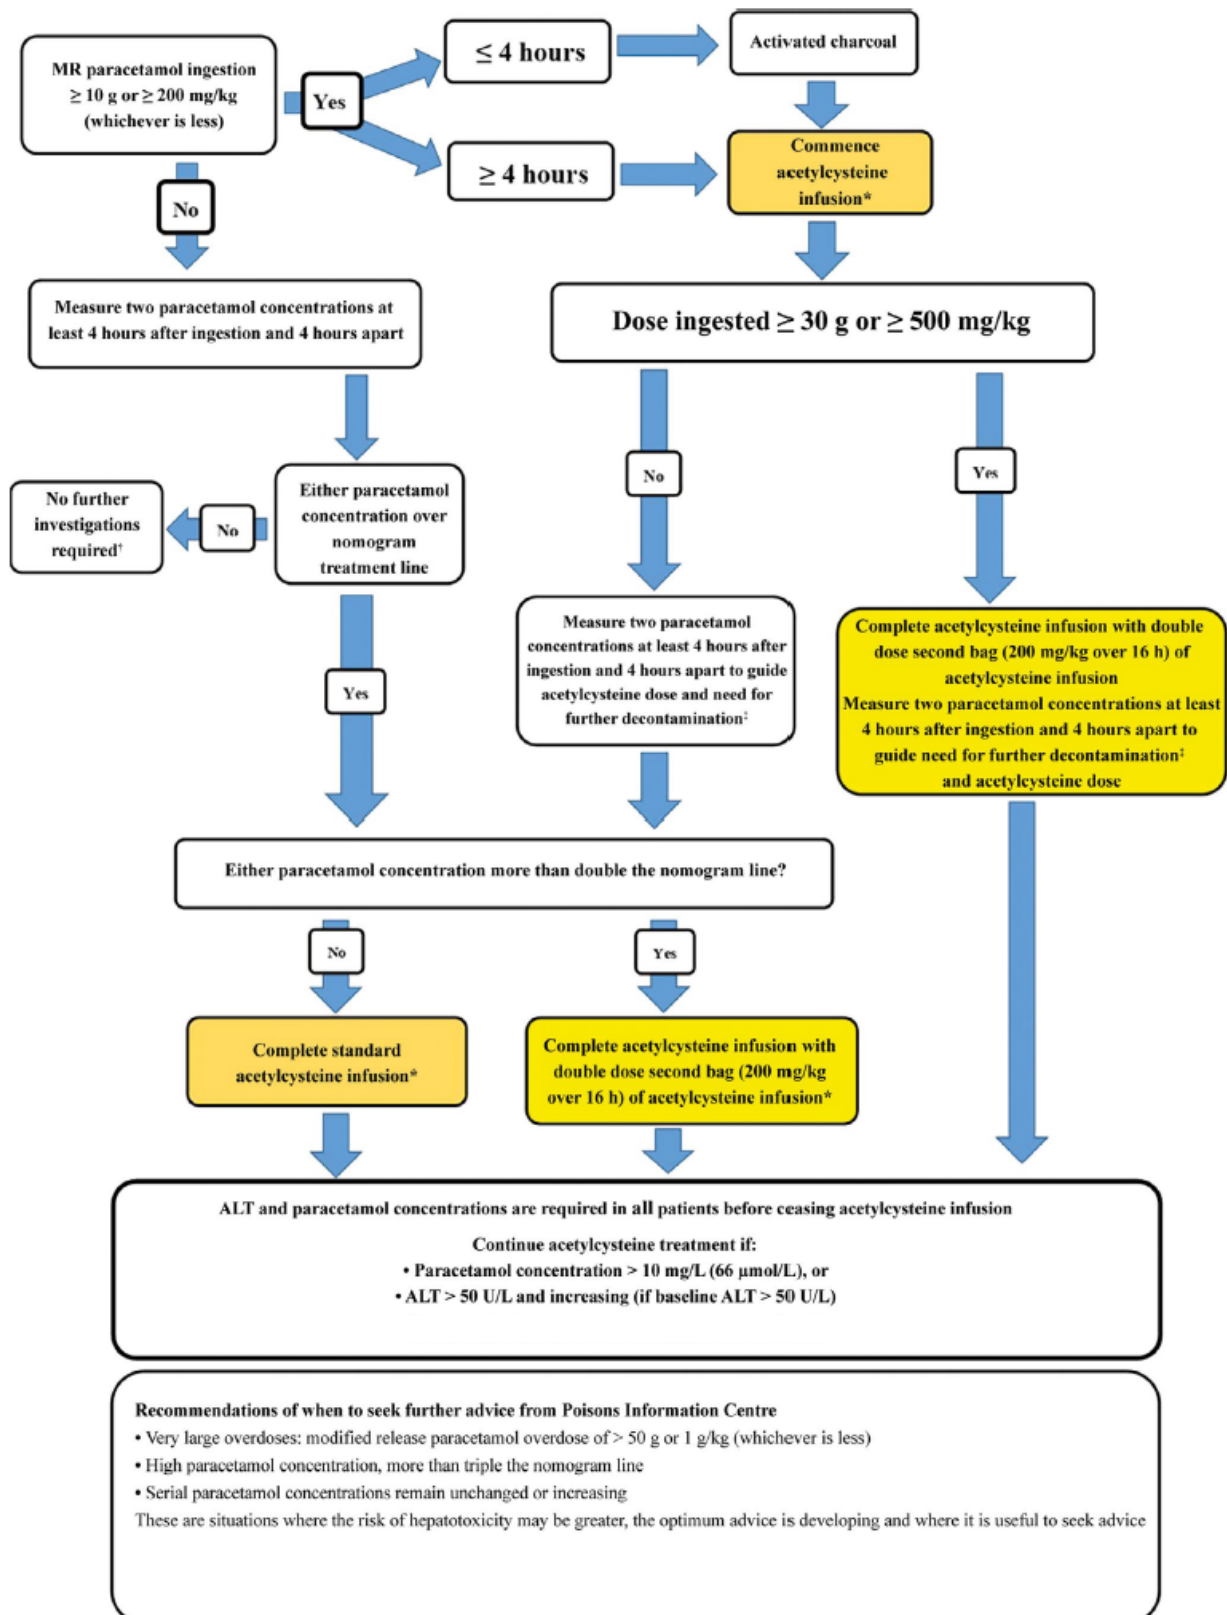 MR paracetamol ingestion
≥ 10 g or ≥ 200 mg/kg
(whichever is less)
Yes
≤ 4 hours
Activated charcoal
≥ 4 hours
Commence
acetylcysteine
infusion*
No
Measure two paracetamol concentrations at
least 4 hours after ingestion and 4 hours apart
Dose ingested ≥ 30 g or ≥ 500 mg/kg
No
Yes
Either paracetamol
concentration over
nomogram
treatment line
No
No further
investigations
required†
Yes
Measure two paracetamol
concentrations at least 4 hours after
ingestion and 4 hours apart to guide
acetylcysteine dose and need for
further decontamination‡
Complete acetylcysteine infusion with double
dose second bag (200 mg/kg over 16 h) of
acetylcysteine infusion
Measure two paracetamol concentrations at least
4 hours after ingestion and 4 hours apart to
guide need for further decontamination‡
and acetylcysteine dose
Either paracetamol concentration more than double the nomogram line?
No
Yes
Complete standard
acetylcysteine infusion*
Complete acetylcysteine infusion with
double dose second bag (200 mg/kg
over 16 h) of acetylcysteine infusion*
ALT and paracetamol concentrations are required in all patients before ceasing acetylcysteine infusion
Continue acetylcysteine treatment if:
• Paracetamol concentration > 10 mg/L (66 μmol/L), or
• ALT > 50 U/L and increasing (if baseline ALT > 50 U/L)
Recommendations of when to seek further advice from Poisons Information Centre
• Very large overdoses: modified release paracetamol overdose of > 50 g or 1 g/kg (whichever is less)
• High paracetamol concentration, more than triple the nomogram line
• Serial paracetamol concentrations remain unchanged or increasing
These are situations where the risk of hepatotoxicity may be greater, the optimum advice is developing and where it is useful to seek advice